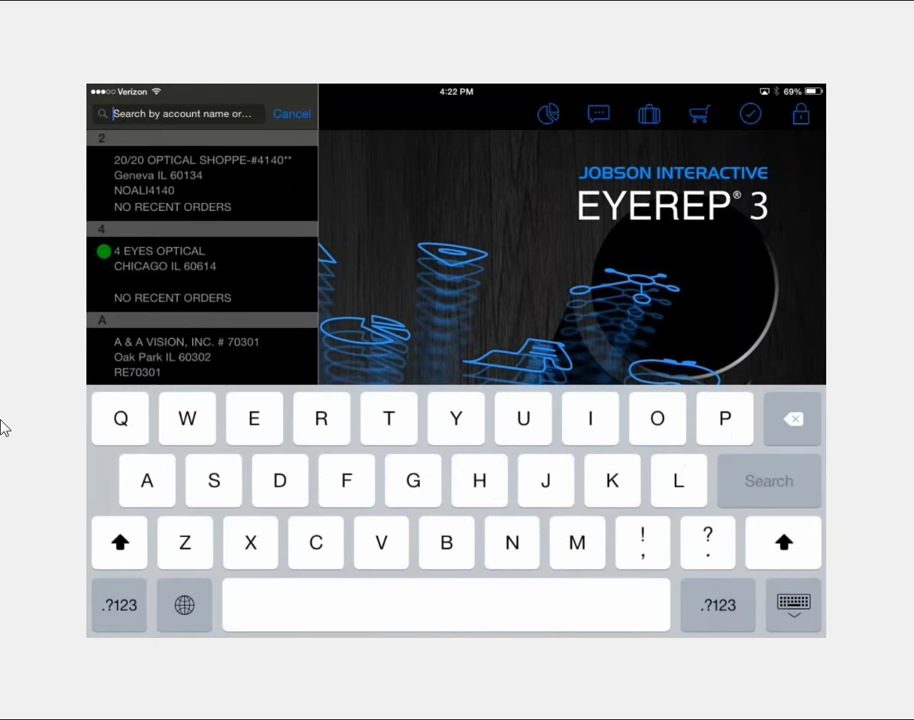 Verizon
4:22 PM
69%
Search by account name or...
Cancel
2
20/20 OPTICAL SHOPPE-#4140**
Geneva IL 60134
NOALI4140
NO RECENT ORDERS
4
4 EYES OPTICAL
CHICAGO IL 60614
NO RECENT ORDERS
A
A & A VISION, INC. # 70301
Oak Park IL 60302
RE70301
JOBSON INTERACTIVE
EYEREP® 3
Q W E R T Y U I O P
A S D F G H J K L Search
Z X C V B N M ! , ? .
.?123 .?123